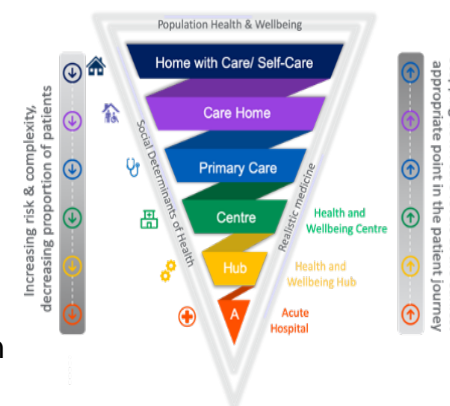 Population Health & Wellbeing
Home with Care/ Self-Care
Care Home
Primary Care
Centre
Hub
A
Social Determinants of Health
Realistic medicine
Health and
Wellbeing Centre
Health and
Wellbeing Hub
Acute
Hospital
Increasing risk & complexity,
decreasing proportion of patients
appropriate point in the patient journey